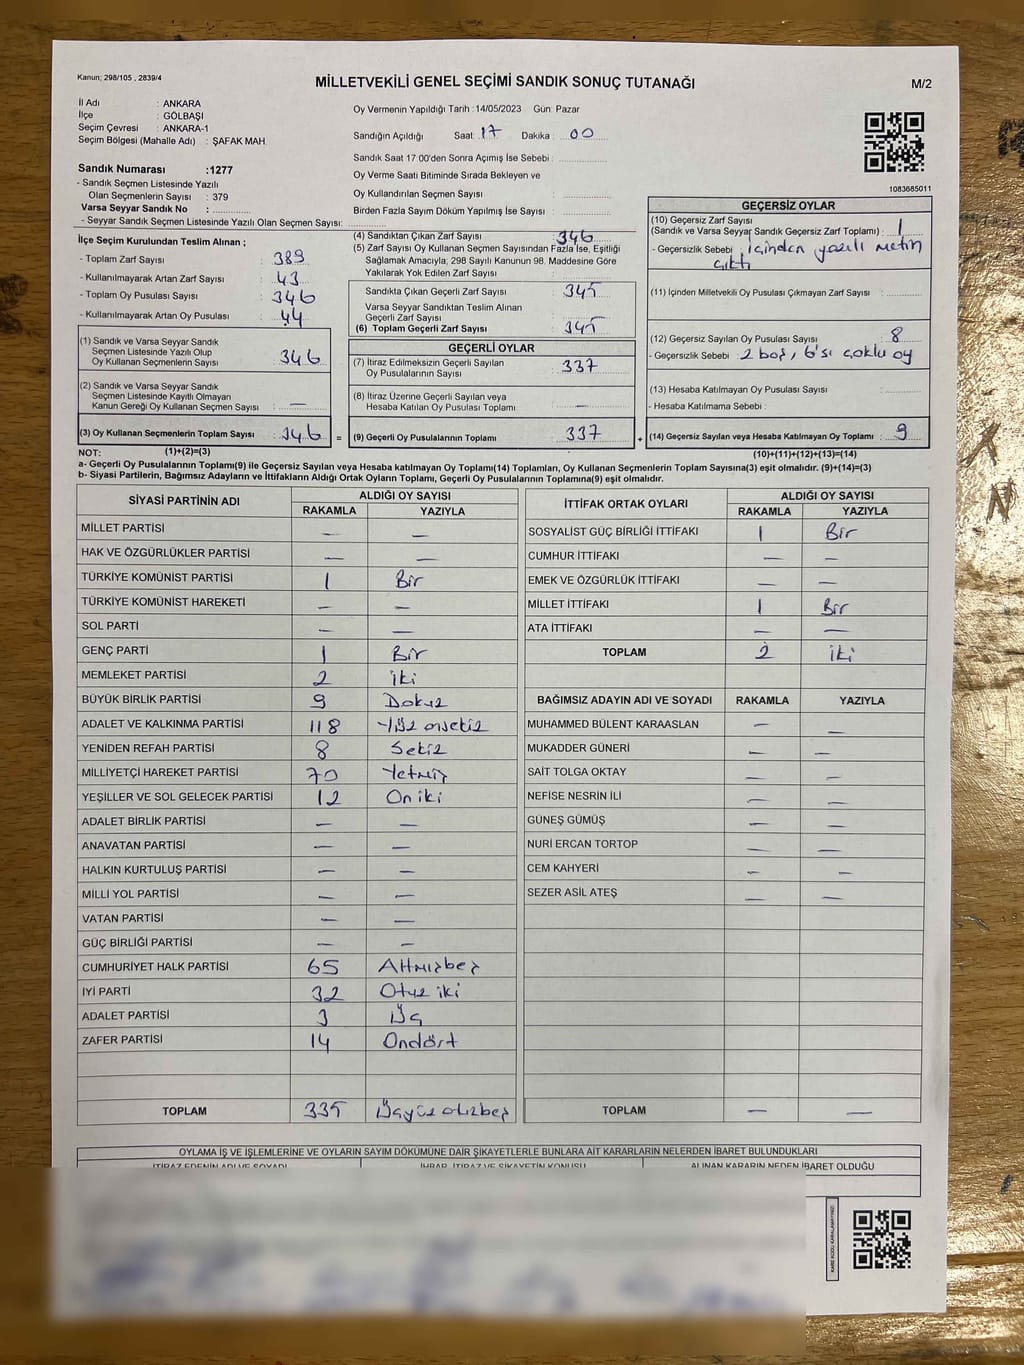 Kanun; 298/105 , 2839/4
MİLLETVEKİLİ GENEL SEÇİMİ SANDIK SONUÇ TUTANAĞI
M/2
İl Adı : ANKARA
İlçe : GÖLBAŞI
Seçim Çevresi : ANKARA-1
Seçim Bölgesi (Mahalle Adı) : ŞAFAK MAH.
Sandık Numarası :1277
- Sandık Seçmen Listesinde Yazılı
Olan Seçmenlerin Sayısı : 379
Varsa Seyyar Sandık No : ..............
- Seyyar Sandık Seçmen Listesinde Yazılı Olan Seçmen Sayısı: ..............
Oy Vermenin Yapıldığı Tarih : 14/05/2023 Gün: Pazar
Sandığın Açıldığı Saat: 17 Dakika : 00
Sandık Saat 17:00'den Sonra Açımış İse Sebebi : ..............
Oy Verme Saati Bitiminde Sırada Bekleyen ve
Oy Kullandırılan Seçmen Sayısı : ..............
Birden Fazla Sayım Döküm Yapılmış İse Sayısı : ..............
1083685011
İlçe Seçim Kurulundan Teslim Alınan ;
- Toplam Zarf Sayısı : 389
- Kullanılmayarak Artan Zarf Sayısı : 43
- Toplam Oy Pusulası Sayısı : 346
- Kullanılmayarak Artan Oy Pusulası : 44
(1) Sandık ve Varsa Seyyar Sandık
Seçmen Listesinde Yazılı Olup
Oy Kullanan Seçmenlerin Sayısı : 346
(2) Sandık ve Varsa Seyyar Sandık
Seçmen Listesinde Kayıtlı Olmayan
Kanun Gereği Oy Kullanan Seçmen Sayısı : —
(3) Oy Kullanan Seçmenlerin Toplam Sayısı : 346 =
(1)+(2)=(3)
(4) Sandıktan Çıkan Zarf Sayısı : 346
(5) Zarf Sayısı Oy Kullanan Seçmen Sayısından Fazla İse, Eşitliği
Sağlamak Amacıyla; 298 Sayılı Kanunun 98. Maddesine Göre
Yakılarak Yok Edilen Zarf Sayısı : ..............
Sandıkta Çıkan Geçerli Zarf Sayısı : 345
Varsa Seyyar Sandıktan Teslim Alınan
Geçerli Zarf Sayısı : ..............
(6) Toplam Geçerli Zarf Sayısı : 345
GEÇERLİ OYLAR
(7) İtiraz Edilmeksizin Geçerli Sayılan
Oy Pusulalarının Sayısı : 337
(8) İtiraz Üzerine Geçerli Sayılan veya
Hesaba Katılan Oy Pusulası Toplamı : —
(9) Geçerli Oy Pusulalarının Toplamı : 337 +
GEÇERSİZ OYLAR
(10) Geçersiz Zarf Sayısı
(Sandık ve Varsa Seyyar Sandık Geçersiz Zarf Toplamı) : 1
- Geçersizlik Sebebi : içinden yazılı metin
çıktı
(11) İçinden Milletvekili Oy Pusulası Çıkmayan Zarf Sayısı : ..............
(12) Geçersiz Sayılan Oy Pusulası Sayısı : 8
- Geçersizlik Sebebi : 2 boş, 6'sı çoklu oy
(13) Hesaba Katılmayan Oy Pusulası Sayısı : ..............
- Hesaba Katılmama Sebebi :
(14) Geçersiz Sayılan veya Hesaba Katılmayan Oy Toplamı : 9
(10)+(11)+(12)+(13)=(14)
NOT:
a- Geçerli Oy Pusulalarının Toplamı(9) ile Geçersiz Sayılan veya Hesaba katılmayan Oy Toplamı(14) Toplamları, Oy Kullanan Seçmenlerin Toplam Sayısına(3) eşit olmalıdır. (9)+(14)=(3)
b- Siyasi Partilerin, Bağımsız Adayların ve İttifakların Aldığı Ortak Oyların Toplamı, Geçerli Oy Pusulalarının Toplamına(9) eşit olmalıdır.
SİYASİ PARTİNİN ADI ALDIĞI OY SAYISI
RAKAMLA YAZIYLA
MİLLET PARTİSİ — —
HAK VE ÖZGÜRLÜKLER PARTİSİ — —
TÜRKİYE KOMÜNİST PARTİSİ 1 Bir
TÜRKİYE KOMÜNİST HAREKETİ — —
SOL PARTİ — —
GENÇ PARTİ 1 Bir
MEMLEKET PARTİSİ 2 iki
BÜYÜK BİRLİK PARTİSİ 9 Dokuz
ADALET VE KALKINMA PARTİSİ 118 Yüz onsekiz
YENİDEN REFAH PARTİSİ 8 Sekiz
MİLLİYETÇİ HAREKET PARTİSİ 70 Yetmiş
YEŞİLLER VE SOL GELECEK PARTİSİ 12 On iki
ADALET BİRLİK PARTİSİ — —
ANAVATAN PARTİSİ — —
HALKIN KURTULUŞ PARTİSİ — —
MİLLİ YOL PARTİSİ — —
VATAN PARTİSİ — —
GÜÇ BİRLİĞİ PARTİSİ — —
CUMHURİYET HALK PARTİSİ 65 Altmışbeş
İYİ PARTİ 32 Otuz iki
ADALET PARTİSİ 3 Üç
ZAFER PARTİSİ 14 Ondört
TOPLAM 335 Üçyüz otuzbeş
İTTİFAK ORTAK OYLARI ALDIĞI OY SAYISI
RAKAMLA YAZIYLA
SOSYALİST GÜÇ BİRLİĞİ İTTİFAKI 1 Bir
CUMHUR İTTİFAKI — —
EMEK VE ÖZGÜRLÜK İTTİFAKI — —
MİLLET İTTİFAKI 1 Bir
ATA İTTİFAKI — —
TOPLAM 2 iki
BAĞIMSIZ ADAYIN ADI VE SOYADI RAKAMLA YAZIYLA
MUHAMMED BÜLENT KARAASLAN — —
MUKADDER GÜNERİ — —
SAİT TOLGA OKTAY — —
NEFİSE NESRİN İLİ — —
GÜNEŞ GÜMÜŞ — —
NURİ ERCAN TORTOP — —
CEM KAHYERİ — —
SEZER ASİL ATEŞ — —
TOPLAM — —
OYLAMA İŞ VE İŞLEMLERİNE VE OYLARIN SAYIM DÖKÜMÜNE DAİR ŞİKAYETLERLE BUNLARA AİT KARARLARIN NELERDEN İBARET BULUNDUKLARI
İTİRAZ EDENİN ADI VE SOYADI İHBAR, İTİRAZ VE ŞİKAYETİN KONUSU ALINAN KARARIN NEDEN İBARET OLDUĞU
KARE KODU KARALAMAYINIZ!